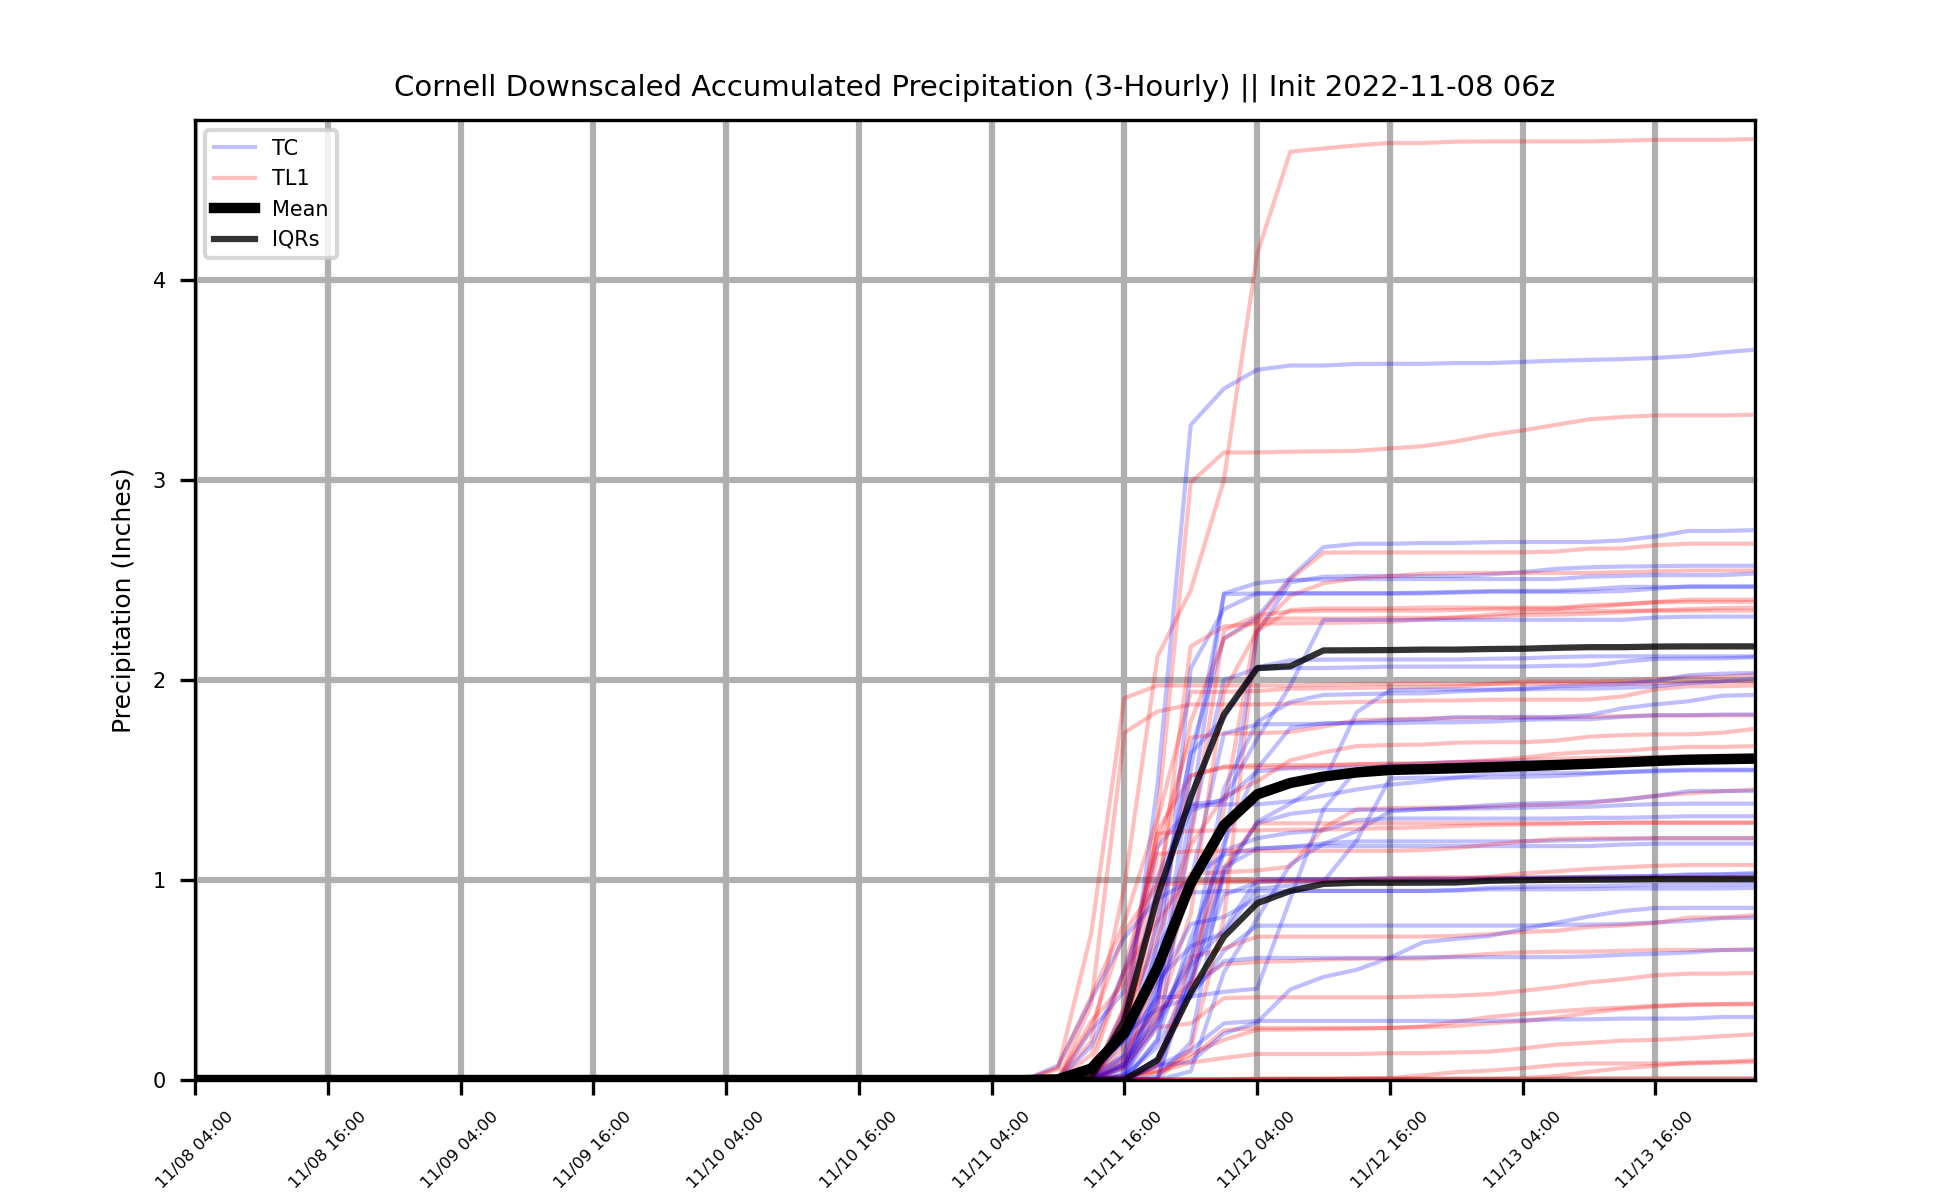 Cornell Downscaled Accumulated Precipitation (3-Hourly) || Init 2022-11-08 06z
TC
TL1
Mean
IQRs
Precipitation (Inches)
4
3
2
1
0
11/08 04:00
11/08 16:00
11/09 04:00
11/09 16:00
11/10 04:00
11/10 16:00
11/11 04:00
11/11 16:00
11/12 04:00
11/12 16:00
11/13 04:00
11/13 16:00